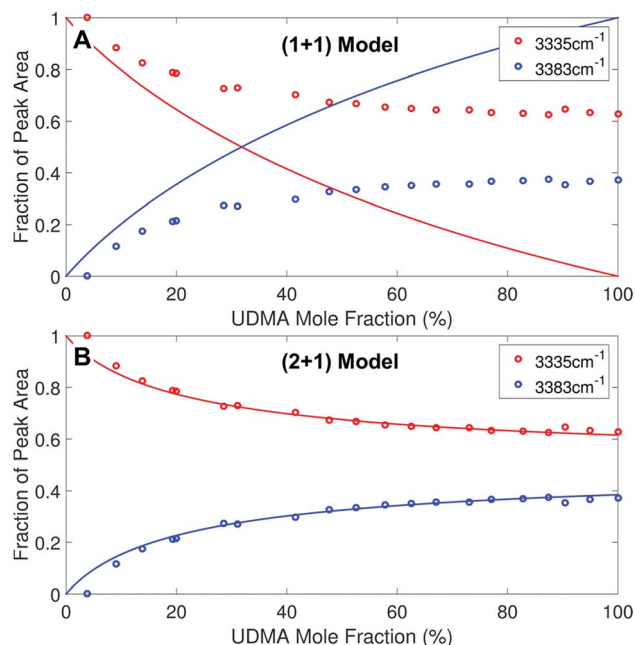 A
(1+1) Model
3335cm⁻¹
3383cm⁻¹
Fraction of Peak Area
1
0.8
0.6
0.4
0.2
0
0 20 40 60 80 100
UDMA Mole Fraction (%)
B
(2+1) Model
3335cm⁻¹
3383cm⁻¹
Fraction of Peak Area
1
0.8
0.6
0.4
0.2
0
0 20 40 60 80 100
UDMA Mole Fraction (%)